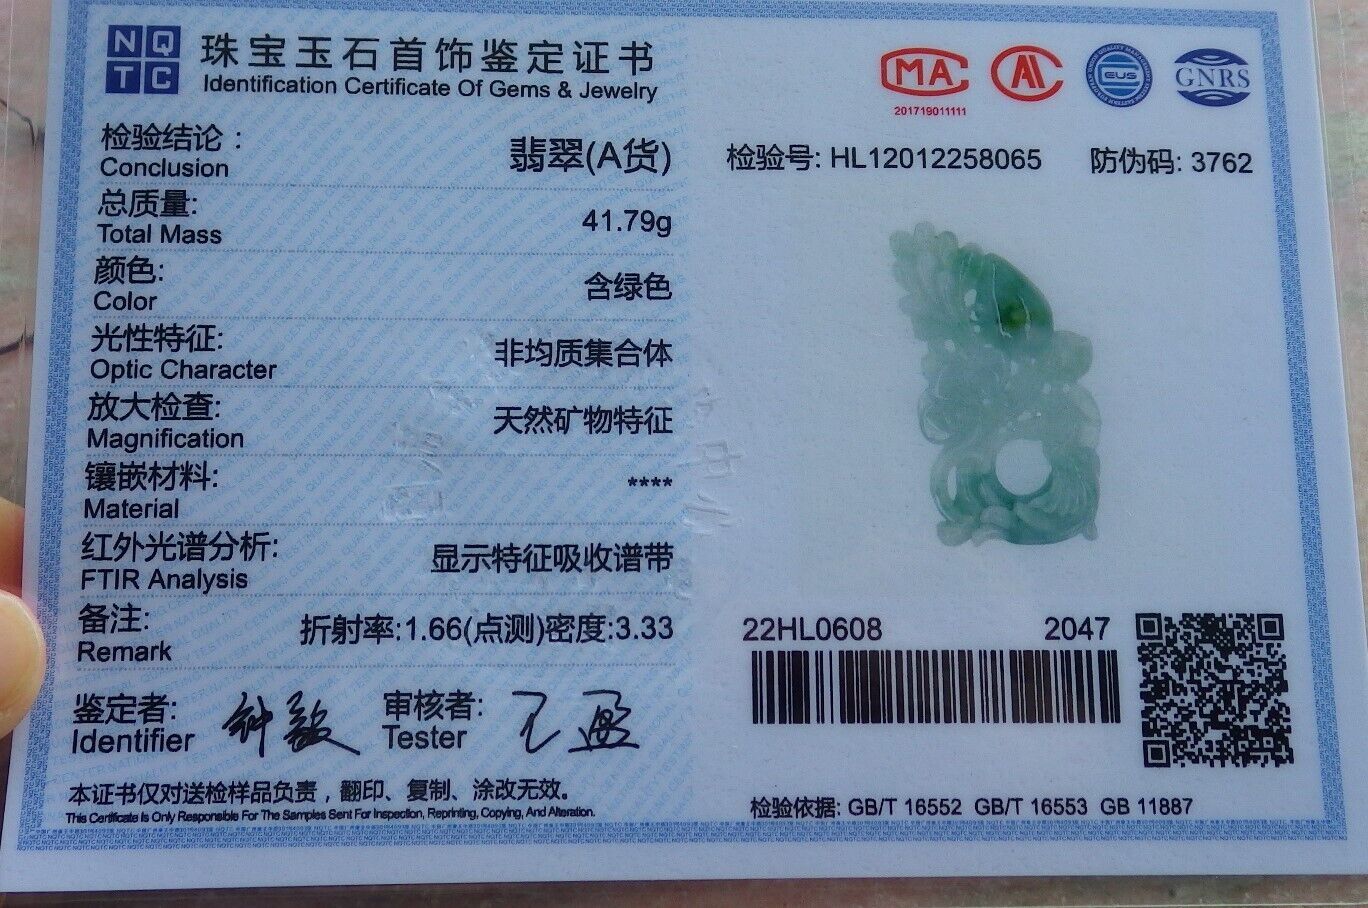 NQ
TC
珠宝玉石首饰鉴定证书
Identification Certificate Of Gems & Jewelry
检验结论：
Conclusion
翡翠(A货)
总质量:
Total Mass
41.79g
颜色:
Color
含绿色
光性特征:
Optic Character
非均质集合体
放大检查:
Magnification
天然矿物特征
镶嵌材料:
Material
****
红外光谱分析:
FTIR Analysis
显示特征吸收谱带
备注:
Remark
折射率:1.66(点测)密度:3.33
鉴定者:
Identifier
审核者:
Tester
本证书仅对送检样品负责，翻印、复制、涂改无效。
This Certificate Is Only Responsible For The Samples Sent For Inspection, Reprinting, Copying, And Alteration.
MA
201719011111
EUS
GNRS
检验号: HL12012258065
防伪码: 3762
22HL0608
2047
检验依据: GB/T 16552 GB/T 16553 GB 11887